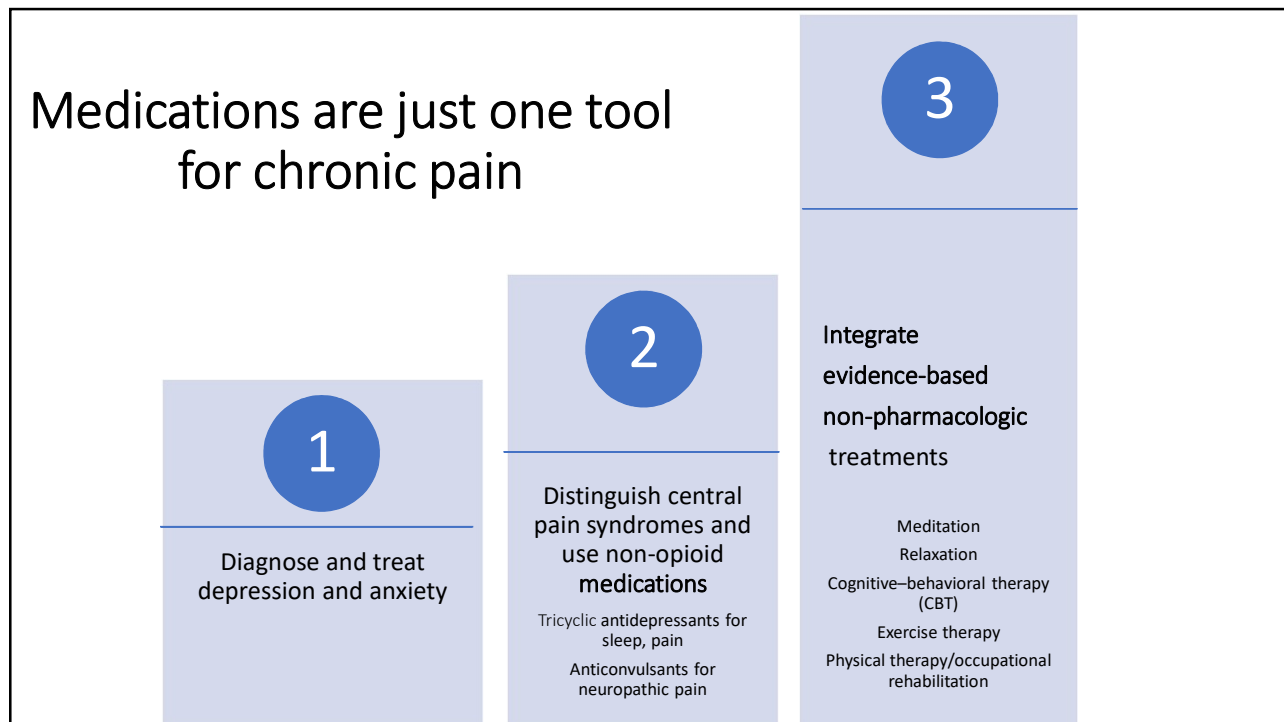 Medications are just one tool
for chronic pain
1
Diagnose and treat
depression and anxiety
2
Distinguish central
pain syndromes and
use non-opioid
medications
Tricyclic antidepressants for
sleep, pain
Anticonvulsants for
neuropathic pain
3
Integrate
evidence-based
non-pharmacologic
treatments
Meditation
Relaxation
Cognitive–behavioral therapy
(CBT)
Exercise therapy
Physical therapy/occupational
rehabilitation